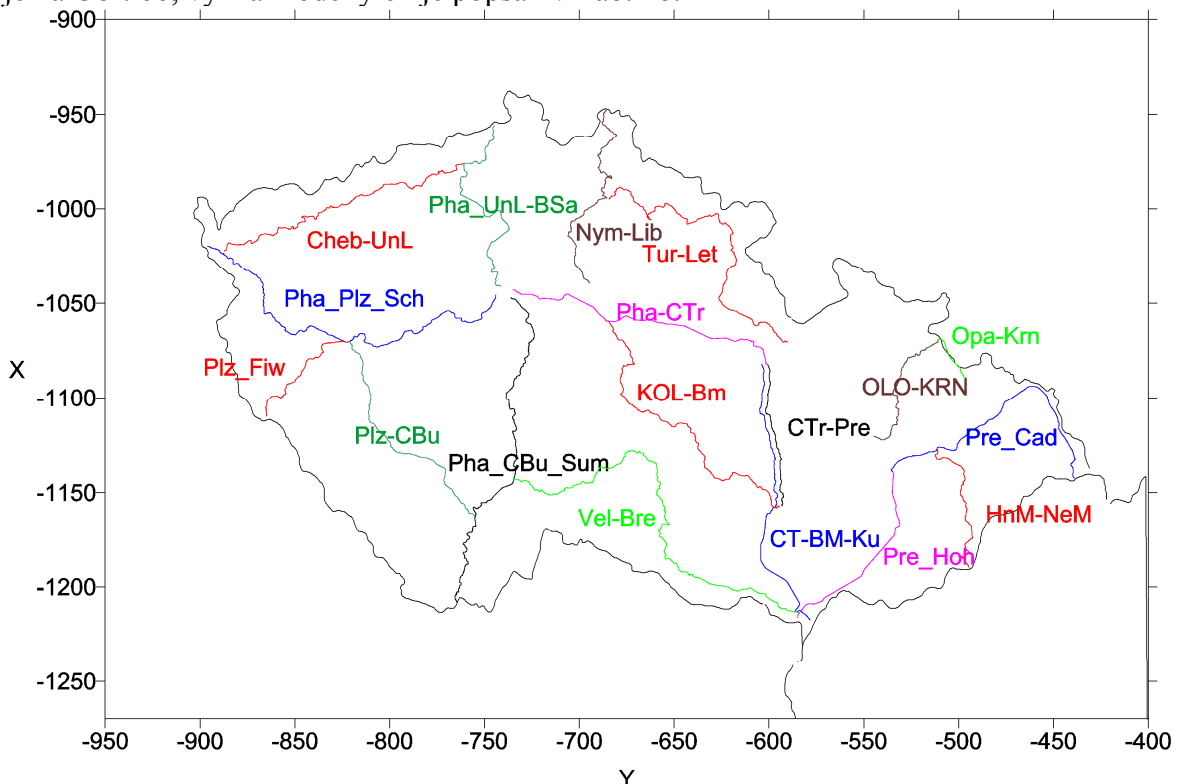 -900
-950
-1000
-1050
-1100
-1150
-1200
-1250
X
Pha_UnL-BSa
Cheb-UnL
Nym-Lib
Tur-Let
Pha_Plz_Sch
Pha-CTr
Opa-Krn
Plz_Fiw
OLO-KRN
KOL-Bm
CTr-Pre
Plz-CBu
Pre_Cad
Pha_CBu_Sum
Vel-Bre
HnM-NeM
CT-BM-Ku
Pre_Hoh
-950 -900 -850 -800 -750 -700 -650 -600 -550 -500 -450 -400
Y